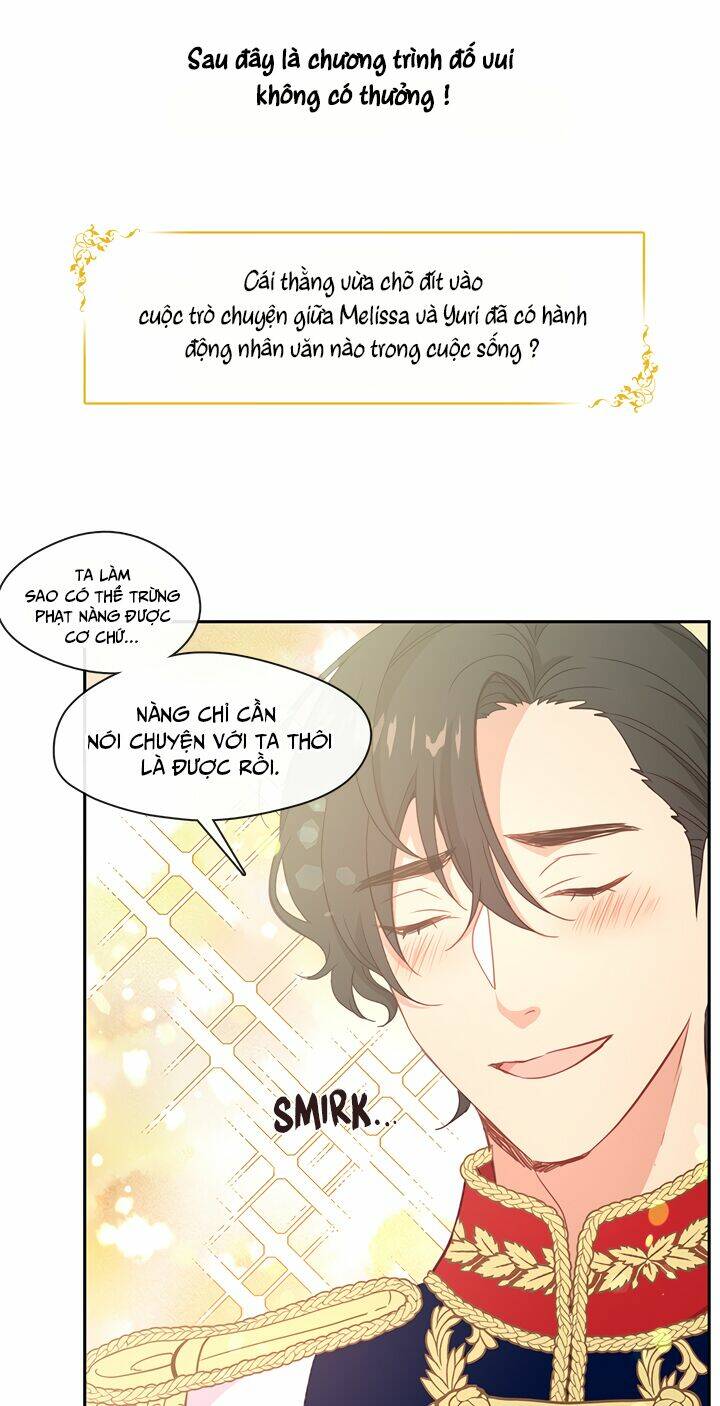 Sau đây là chương trình đố vui
không có thưởng !
Cái thằng vừa chõ đít vào
cuộc trò chuyện giữa Melissa và Yuri đã có hành
động nhân văn nào trong cuộc sống ?
TA LÀM
SAO CÓ THỂ TRỪNG
PHẠT NÀNG ĐƯỢC
CƠ CHỨ...
NÀNG CHỈ CẦN
NÓI CHUYỆN VỚI TA THÔI
LÀ ĐƯỢC RỒI.
SMIRK...